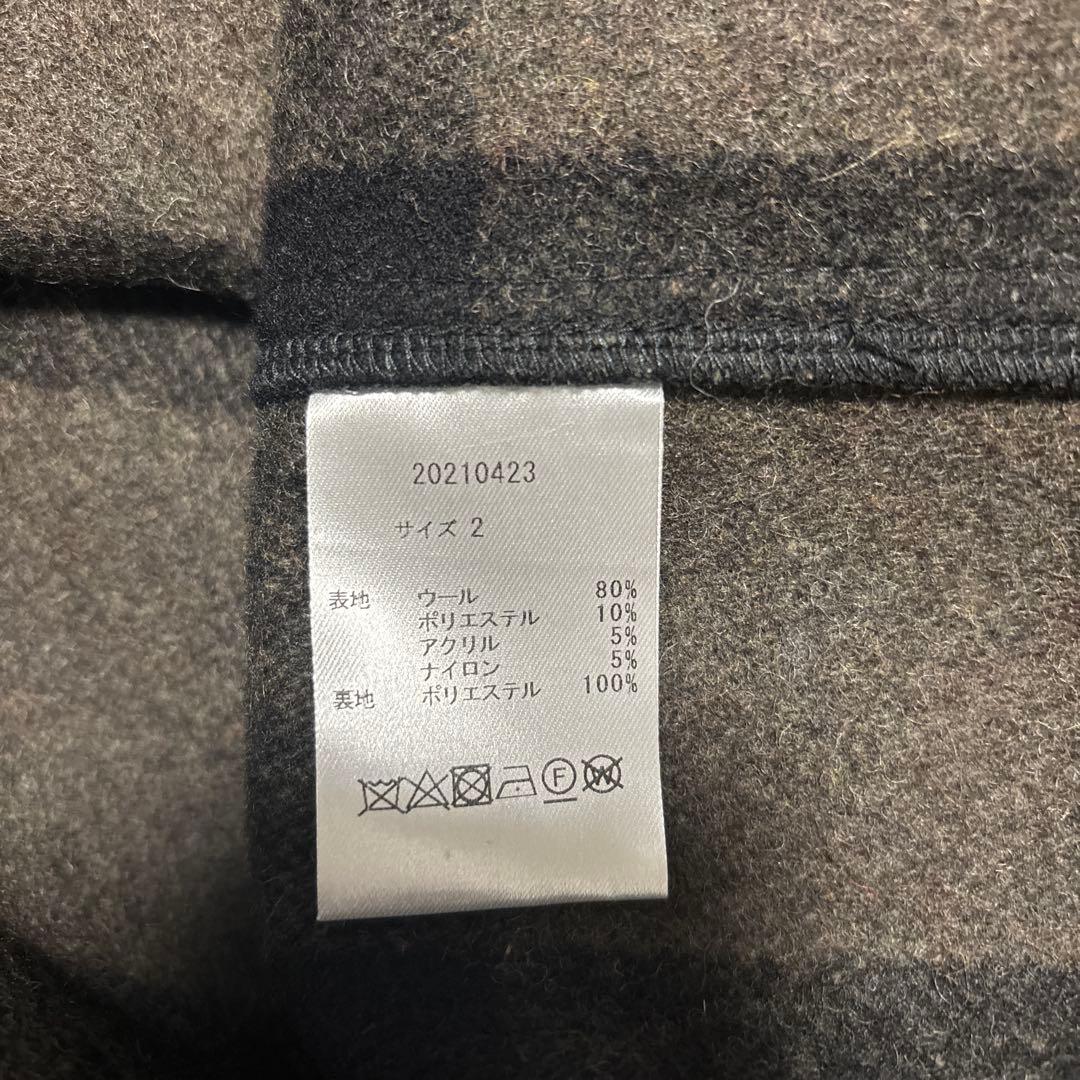 20210423
サイズ 2
表地 ウール 80%
ポリエステル 10%
アクリル 5%
ナイロン 5%
裏地 ポリエステル 100%
F W